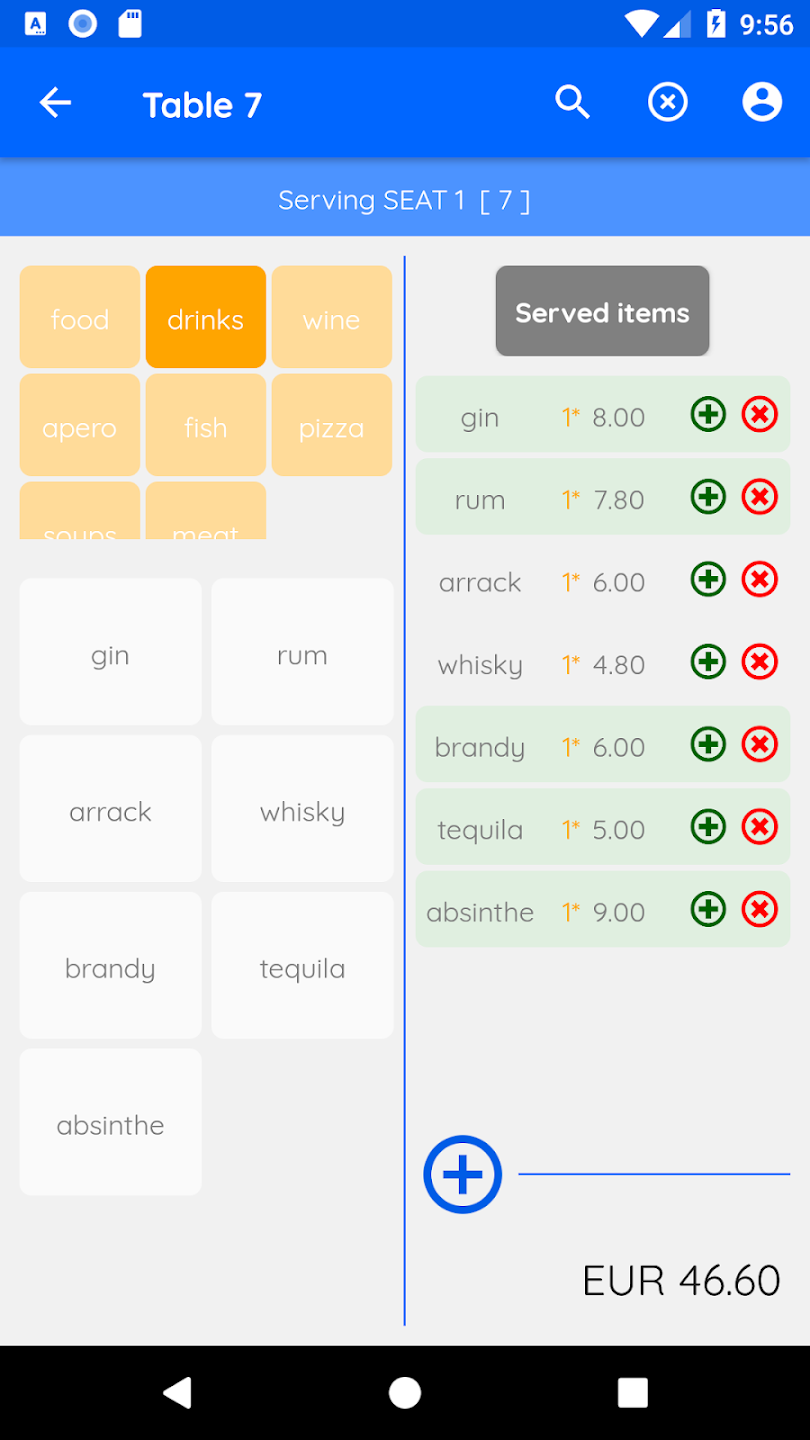 9:56
Table 7
Serving SEAT 1 [ 7 ]
food drinks wine
apero fish pizza
soups meat
gin rum
arrack whisky
brandy tequila
absinthe
Served items
gin 1* 8.00
rum 1* 7.80
arrack 1* 6.00
whisky 1* 4.80
brandy 1* 6.00
tequila 1* 5.00
absinthe 1* 9.00
EUR 46.60